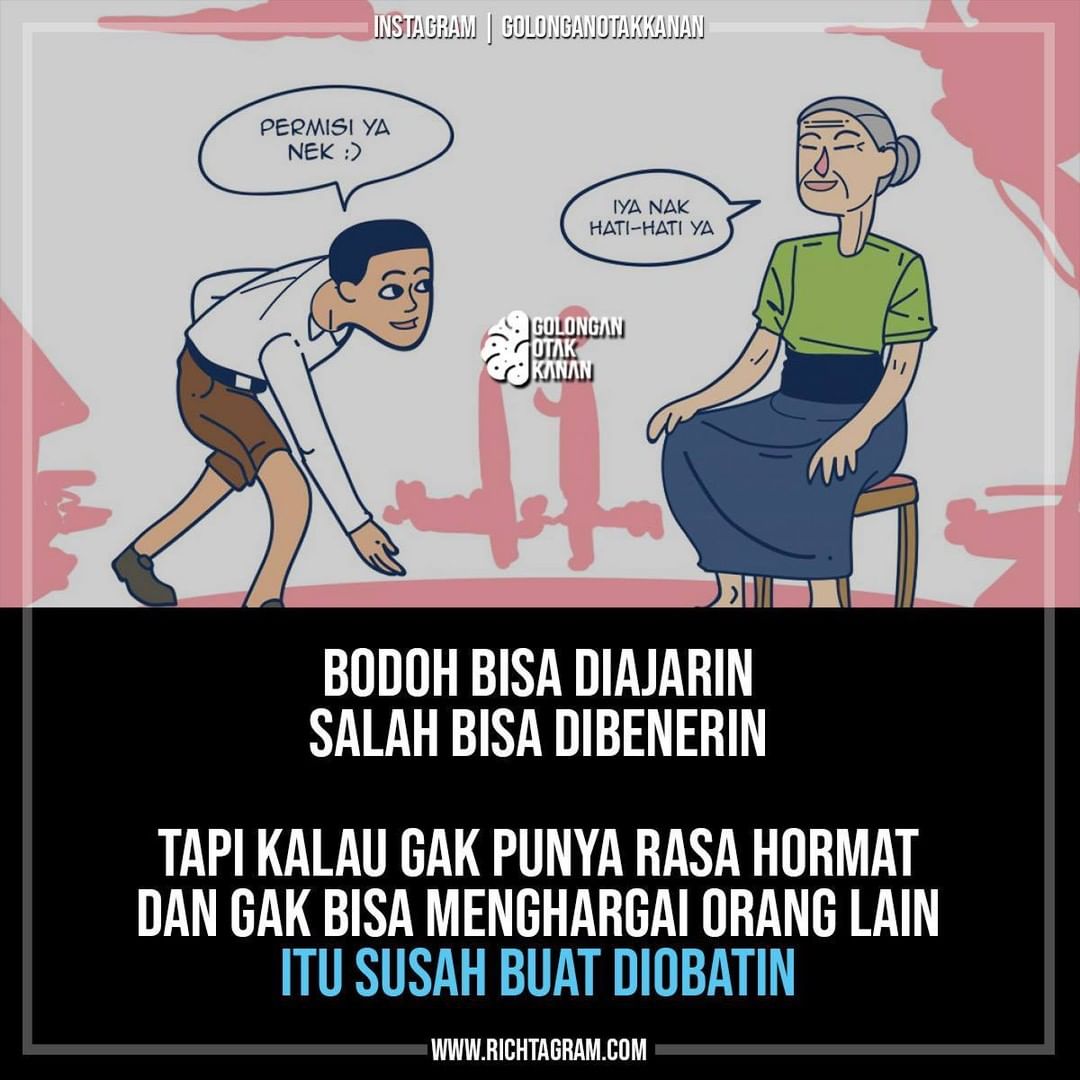 INSTAGRAM | GOLONGANOTAKKANAN
PERMISI YA
NEK :)
IYA NAK
HATI-HATI YA
GOLONGAN
OTAK
KANAN
BODOH BISA DIAJARIN
SALAH BISA DIBENERIN
TAPI KALAU GAK PUNYA RASA HORMAT
DAN GAK BISA MENGHARGAI ORANG LAIN
ITU SUSAH BUAT DIOBATIN
WWW.RICHTAGRAM.COM